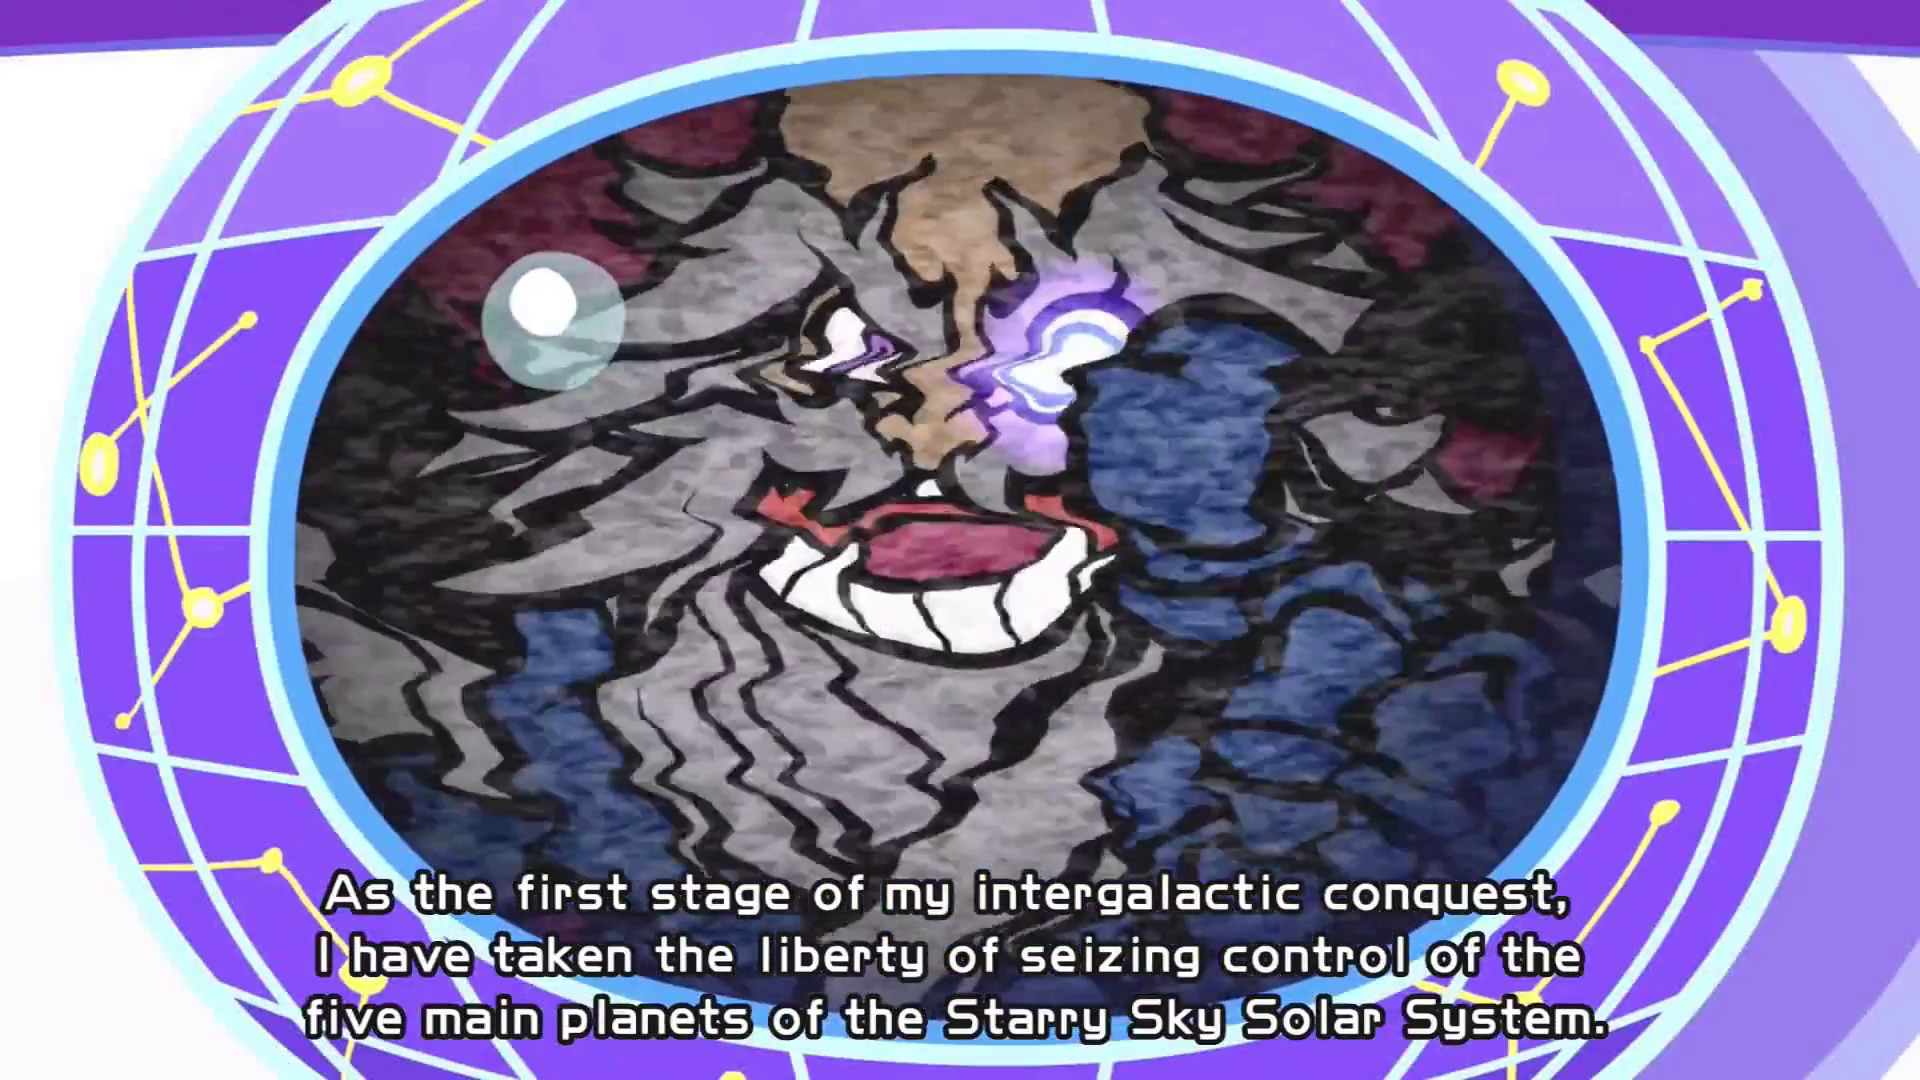 As the first stage of my intergalactic conquest,
I have taken the liberty of seizing control of the
five main planets of the Starry Sky Solar System.